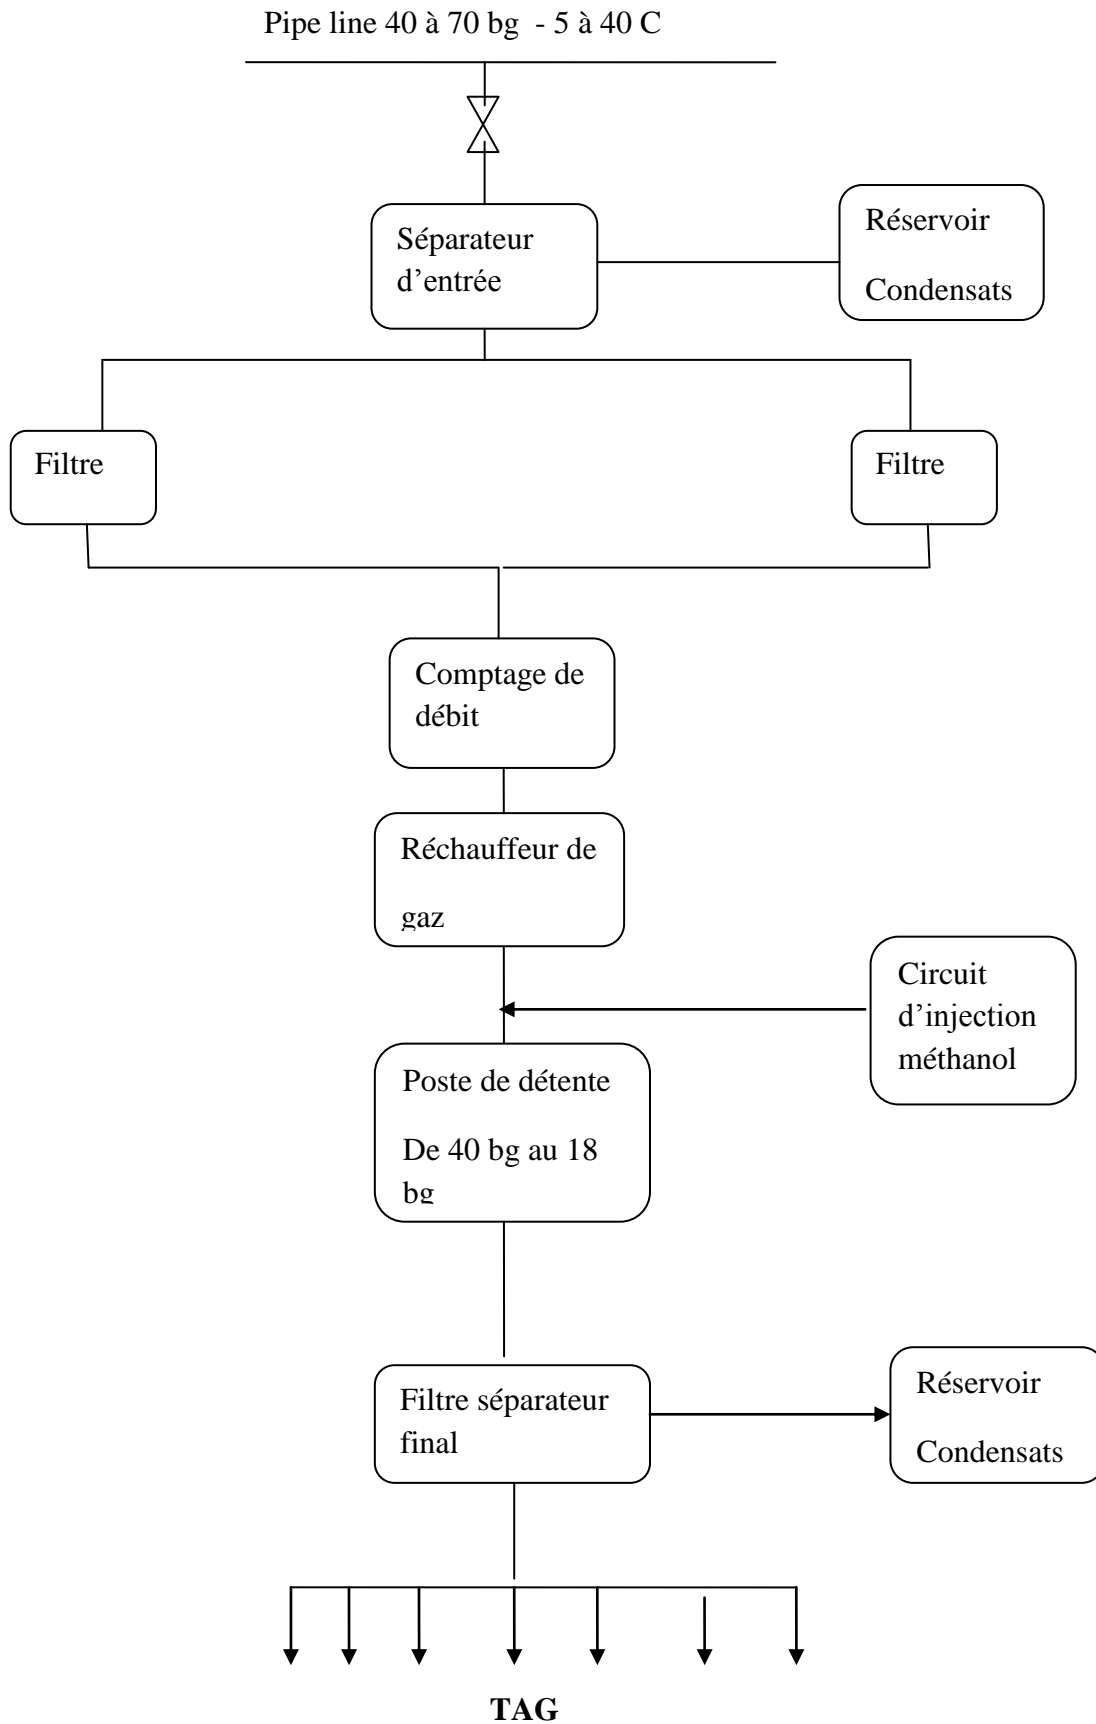 Pipe line 40 à 70 bg  - 5 à 40 C
Séparateur
d’entrée
Réservoir
Condensats
Filtre
Filtre
Comptage de
débit
Réchauffeur de
gaz
Circuit
d’injection
méthanol
Poste de détente
De 40 bg au 18
bg
Filtre séparateur
final
Réservoir
Condensats
TAG